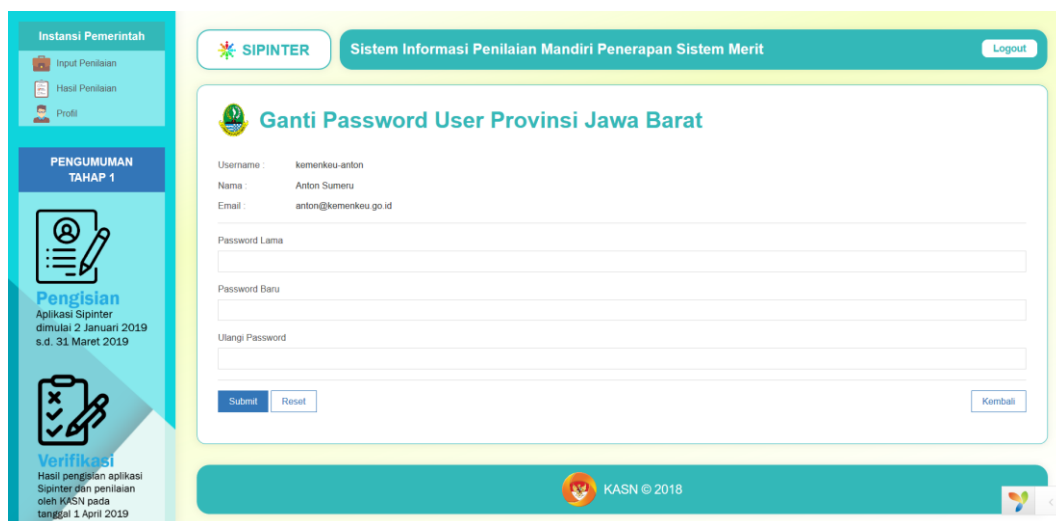 Instansi Pemerintah
Input Penilaian
Hasil Penilaian
Profil
PENGUMUMAN
TAHAP 1
Pengisian
Aplikasi Sipinter
dimulai 2 Januari 2019
s.d. 31 Maret 2019
Verifikasi
Hasil pengisian aplikasi
Sipinter dan penilaian
oleh KASN pada
tanggal 1 April 2019
SIPINTER
Sistem Informasi Penilaian Mandiri Penerapan Sistem Merit
Logout
Ganti Password User Provinsi Jawa Barat
Username : kemenkeu-anton
Nama : Anton Sumeru
Email : anton@kemenkeu.go.id
Password Lama
Password Baru
Ulangi Password
Submit Reset Kembali
KASN © 2018